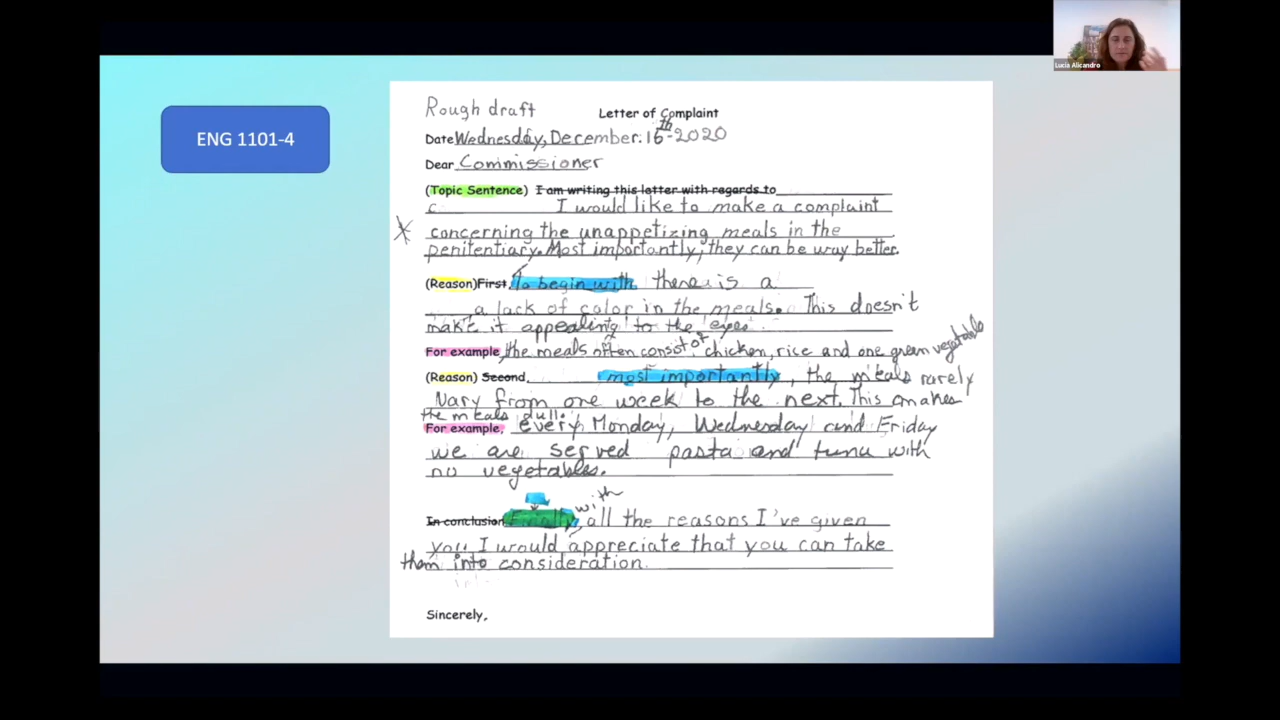 Lucia Alicandro
ENG 1101-4
Rough draft
Letter of Complaint
Date Wednesday, December. 16th-2020
Dear Commissioner
(Topic Sentence) I am writing this letter with regards to
I would like to make a complaint
concerning the unappetizing meals in the
penitentiary. Most importantly, they can be way better.
(Reason) First, To begin with there is a
a lack of color in the meals. This doesn't
make it appealing to the eyes
For example, the meals often consist of chicken, rice and one green vegetable
(Reason) Second, most importantly, the meals rarely
vary from one week to the next. This makes
the meals dull.
For example, every Monday, Wednesday and Friday
we are served pasta and tuna with
no vegetables.
In conclusion Finally, with all the reasons I've given
you, I would appreciate that you can take
them into consideration.
Sincerely,